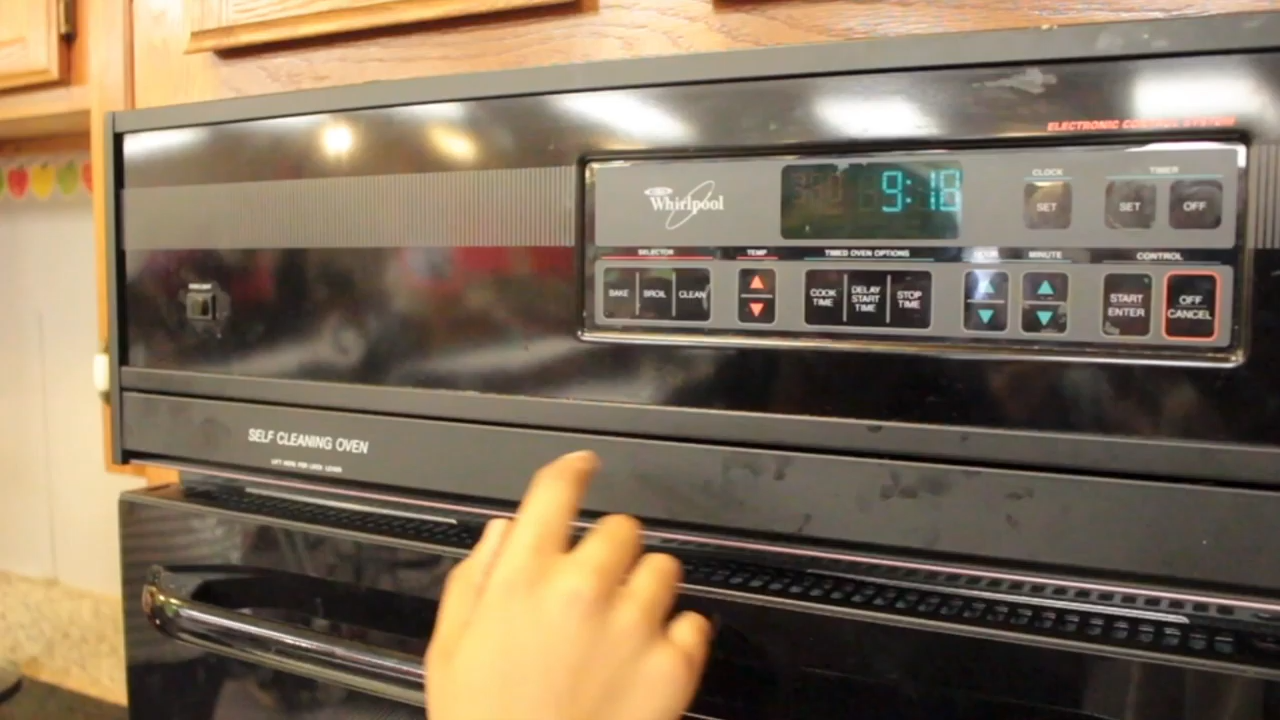 ELECTRONIC CONTROL SYSTEM
Whirlpool
9:18
CLOCK
TIMER
SET
SET
OFF
SELECTOR
TEMP
TIMED OVEN OPTIONS
HOUR
MINUTE
CONTROL
BAKE
BROIL
CLEAN
COOK
TIME
DELAY
START
TIME
STOP
TIME
START
ENTER
OFF
CANCEL
SELF CLEANING OVEN